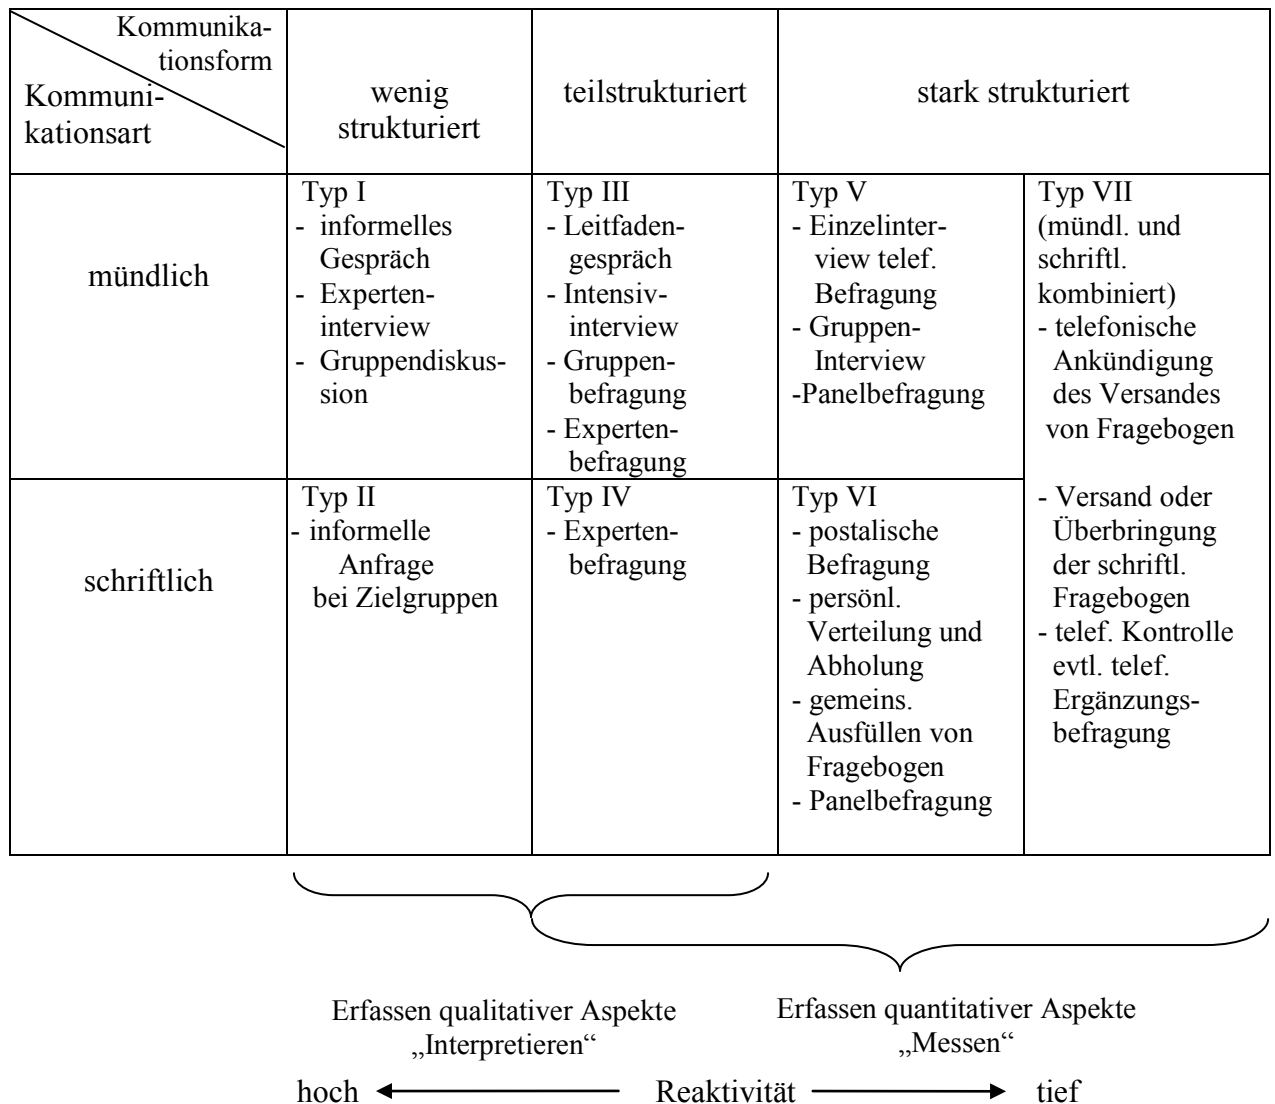 Kommunika-
tionsform
Kommuni-
kationsart
wenig
strukturiert
teilstrukturiert
stark strukturiert
mündlich
Typ I
- informelles
Gespräch
- Experten-
interview
- Gruppendiskus-
sion
Typ III
- Leitfaden-
gespräch
- Intensiv-
interview
- Gruppen-
befragung
- Experten-
befragung
Typ V
- Einzelinter-
view telef.
Befragung
- Gruppen-
Interview
-Panelbefragung
Typ VII
(mündl. und
schriftl.
kombiniert)
- telefonische
Ankündigung
des Versandes
von Fragebogen
- Versand oder
Überbringung
der schriftl.
Fragebogen
- telef. Kontrolle
evtl. telef.
Ergänzungs-
befragung
schriftlich
Typ II
- informelle
Anfrage
bei Zielgruppen
Typ IV
- Experten-
befragung
Typ VI
- postalische
Befragung
- persönl.
Verteilung und
Abholung
- gemeins.
Ausfüllen von
Fragebogen
- Panelbefragung
Erfassen qualitativer Aspekte
„Interpretieren“
Erfassen quantitativer Aspekte
„Messen“
hoch Reaktivität tief